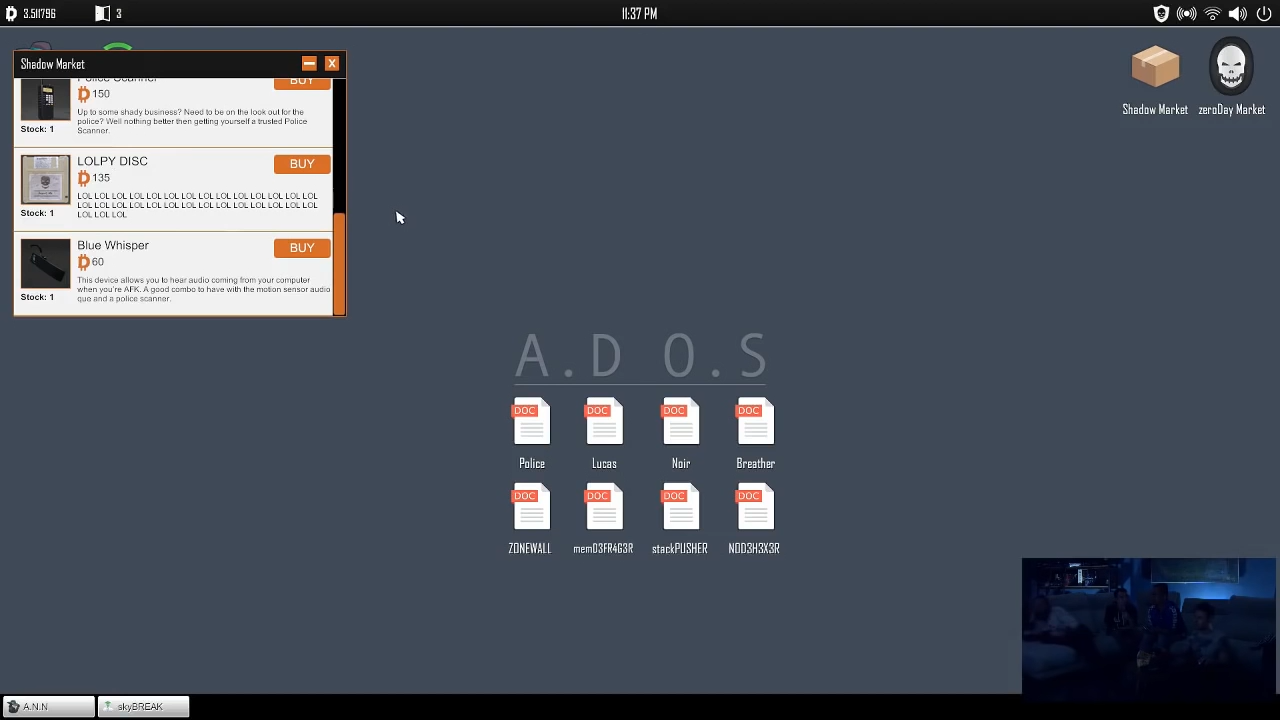 3.511796
3
11:37 PM
Shadow Market
X
Police Scanner
BUY
150
Up to some shady business? Need to be on the look out for the
police? Well nothing better then getting yourself a trusted Police
Scanner.
Stock: 1
LOLPY DISC
BUY
135
LOL LOL LOL LOL LOL LOL LOL LOL LOL LOL LOL LOL LOL LOL
LOL LOL LOL LOL LOL LOL LOL LOL LOL LOL LOL LOL LOL LOL
LOL LOL LOL
Stock: 1
Blue Whisper
BUY
60
This device allows you to hear audio coming from your computer
when you're AFK. A good combo to have with the motion sensor audio
que and a police scanner.
Stock: 1
Shadow Market
zeroDay Market
A.D O.S
DOC DOC DOC DOC
Police Lucas Noir Breather
DOC DOC DOC DOC
ZONEWALL memD3FR4G3R stackPUSHER NOD3H3X3R
A.N.N
skyBREAK